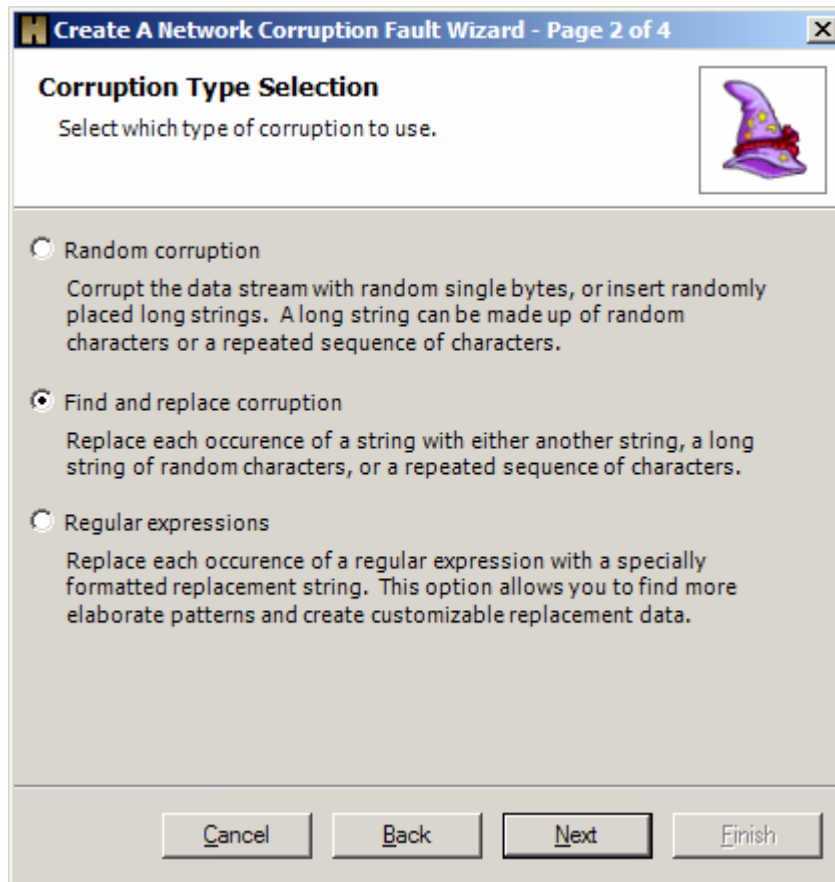 Create A Network Corruption Fault Wizard - Page 2 of 4
Corruption Type Selection
Select which type of corruption to use.
Random corruption
Corrupt the data stream with random single bytes, or insert randomly
placed long strings.  A long string can be made up of random
characters or a repeated sequence of characters.
Find and replace corruption
Replace each occurence of a string with either another string, a long
string of random characters, or a repeated sequence of characters.
Regular expressions
Replace each occurence of a regular expression with a specially
formatted replacement string.  This option allows you to find more
elaborate patterns and create customizable replacement data.
Cancel Back Next Finish